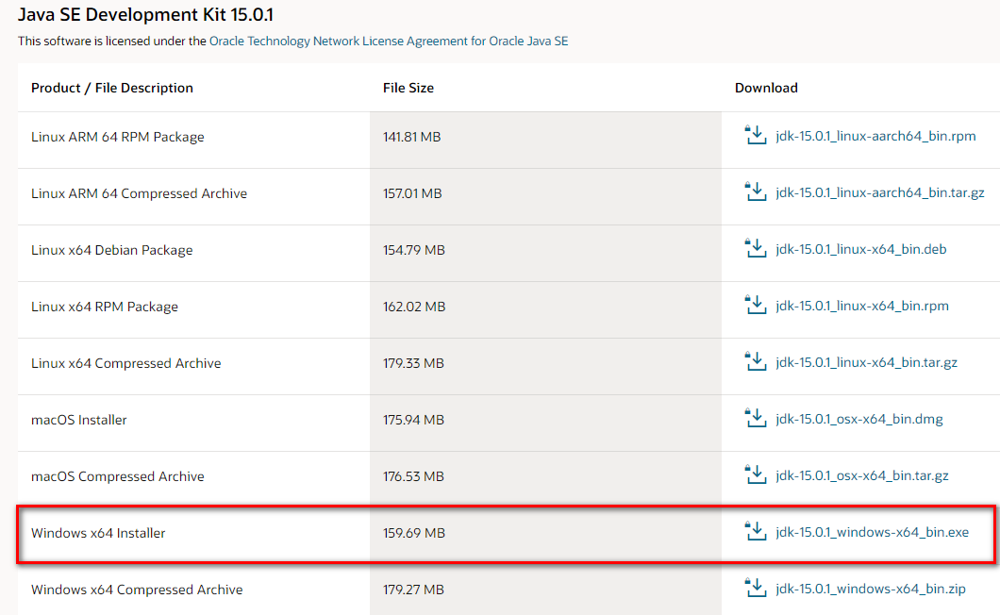 Java SE Development Kit 15.0.1
This software is licensed under the Oracle Technology Network License Agreement for Oracle Java SE
Product / File Description File Size Download
Linux ARM 64 RPM Package 141.81 MB jdk-15.0.1_linux-aarch64_bin.rpm
Linux ARM 64 Compressed Archive 157.01 MB jdk-15.0.1_linux-aarch64_bin.tar.gz
Linux x64 Debian Package 154.79 MB jdk-15.0.1_linux-x64_bin.deb
Linux x64 RPM Package 162.02 MB jdk-15.0.1_linux-x64_bin.rpm
Linux x64 Compressed Archive 179.33 MB jdk-15.0.1_linux-x64_bin.tar.gz
macOS Installer 175.94 MB jdk-15.0.1_osx-x64_bin.dmg
macOS Compressed Archive 176.53 MB jdk-15.0.1_osx-x64_bin.tar.gz
Windows x64 Installer 159.69 MB jdk-15.0.1_windows-x64_bin.exe
Windows x64 Compressed Archive 179.27 MB jdk-15.0.1_windows-x64_bin.zip